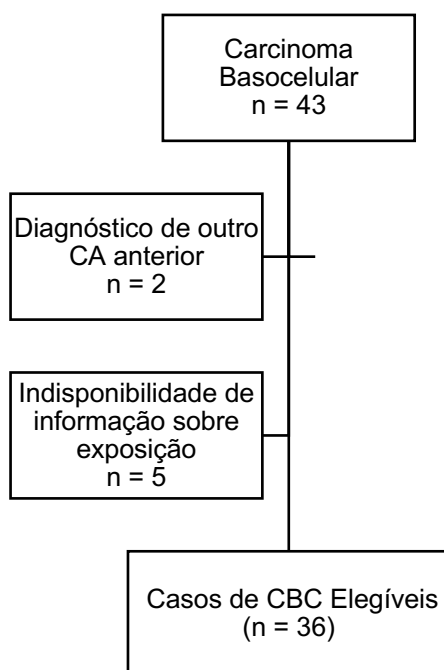 Carcinoma
Basocelular
n = 43
Diagnóstico de outro
CA anterior
n = 2
Indisponibilidade de
informação sobre
exposição
n = 5
Casos de CBC Elegíveis
(n = 36)